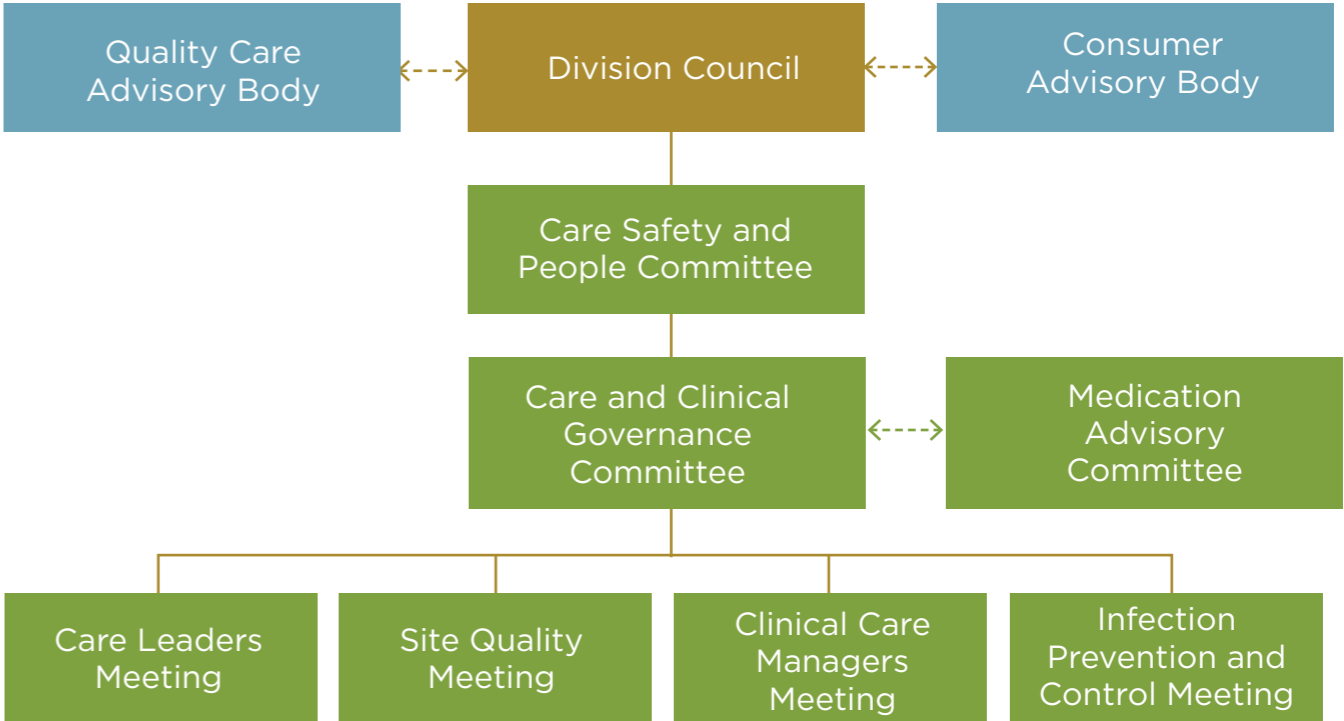 Quality Care
Advisory Body
Division Council
Consumer
Advisory Body
Care Safety and
People Committee
Care and Clinical
Governance
Committee
Medication
Advisory
Committee
Care Leaders
Meeting
Site Quality
Meeting
Clinical Care
Managers
Meeting
Infection
Prevention and
Control Meeting